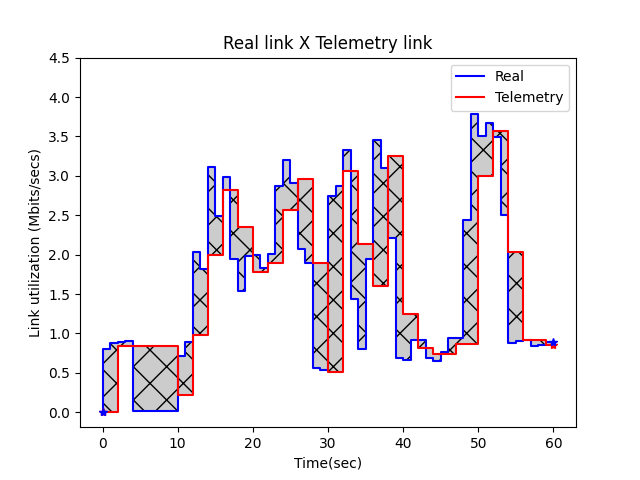 Real link X Telemetry link
Real
Telemetry
Link utilization (Mbits/secs)
4.5
4.0
3.5
3.0
2.5
2.0
1.5
1.0
0.5
0.0
0 10 20 30 40 50 60
Time(sec)